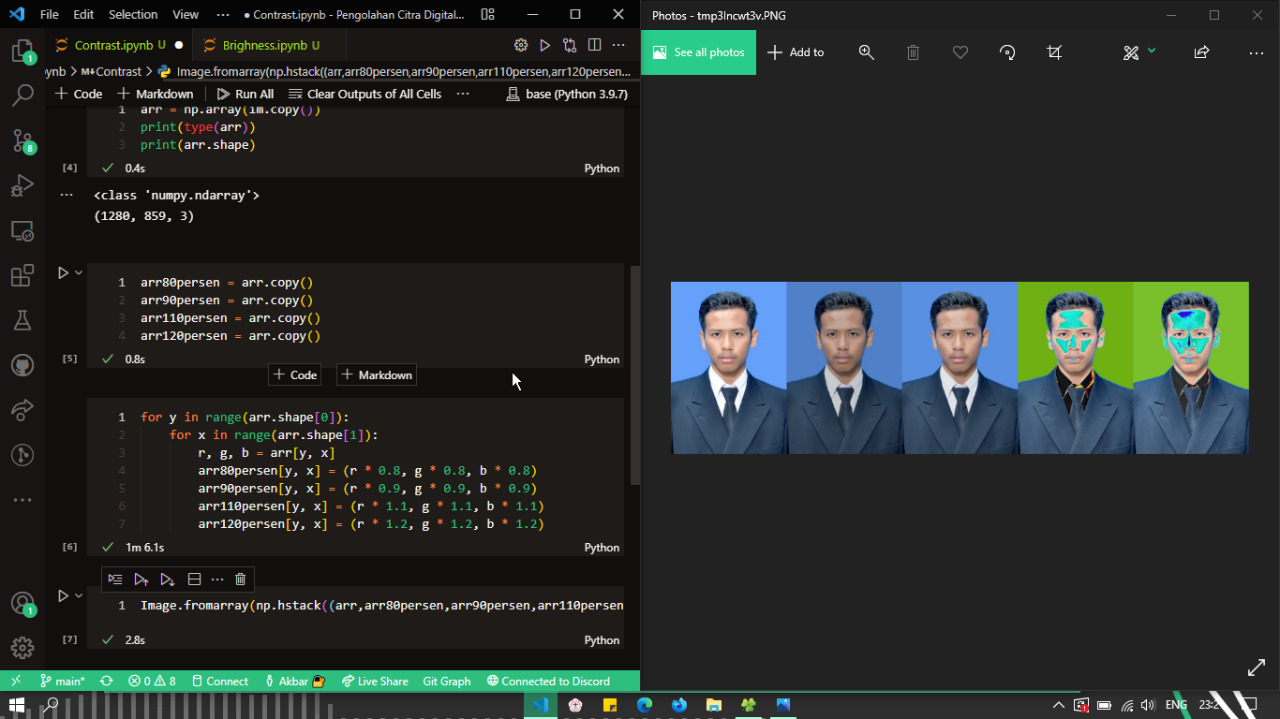 File Edit Selection View ··· ● Contrast.ipynb - Pengolahan Citra Digital...
Contrast.ipynb U ●
Brighness.ipynb U
ynb > M↓Contrast > Image.fromarray(np.hstack((arr,arr80persen,arr90persen,arr110persen,arr120persen...
+ Code + Markdown Run All Clear Outputs of All Cells ··· base (Python 3.9.7)
1 arr = np.array(im.copy())
2 print(type(arr))
3 print(arr.shape)
[4] ✓ 0.4s Python
<class 'numpy.ndarray'>
(1280, 859, 3)
1 arr80persen = arr.copy()
2 arr90persen = arr.copy()
3 arr110persen = arr.copy()
4 arr120persen = arr.copy()
[5] ✓ 0.8s Python
+ Code + Markdown
1 for y in range(arr.shape[0]):
2 for x in range(arr.shape[1]):
3 r, g, b = arr[y, x]
4 arr80persen[y, x] = (r * 0.8, g * 0.8, b * 0.8)
5 arr90persen[y, x] = (r * 0.9, g * 0.9, b * 0.9)
6 arr110persen[y, x] = (r * 1.1, g * 1.1, b * 1.1)
7 arr120persen[y, x] = (r * 1.2, g * 1.2, b * 1.2)
[6] ✓ 1m 6.1s Python
1 Image.fromarray(np.hstack((arr,arr80persen,arr90persen,arr110persen
[7] ✓ 2.8s Python
1
8
1
main* 0 8 Connect Akbar Live Share Git Graph Connected to Discord
Photos - tmp3lncwt3v.PNG
See all photos + Add to
ENG